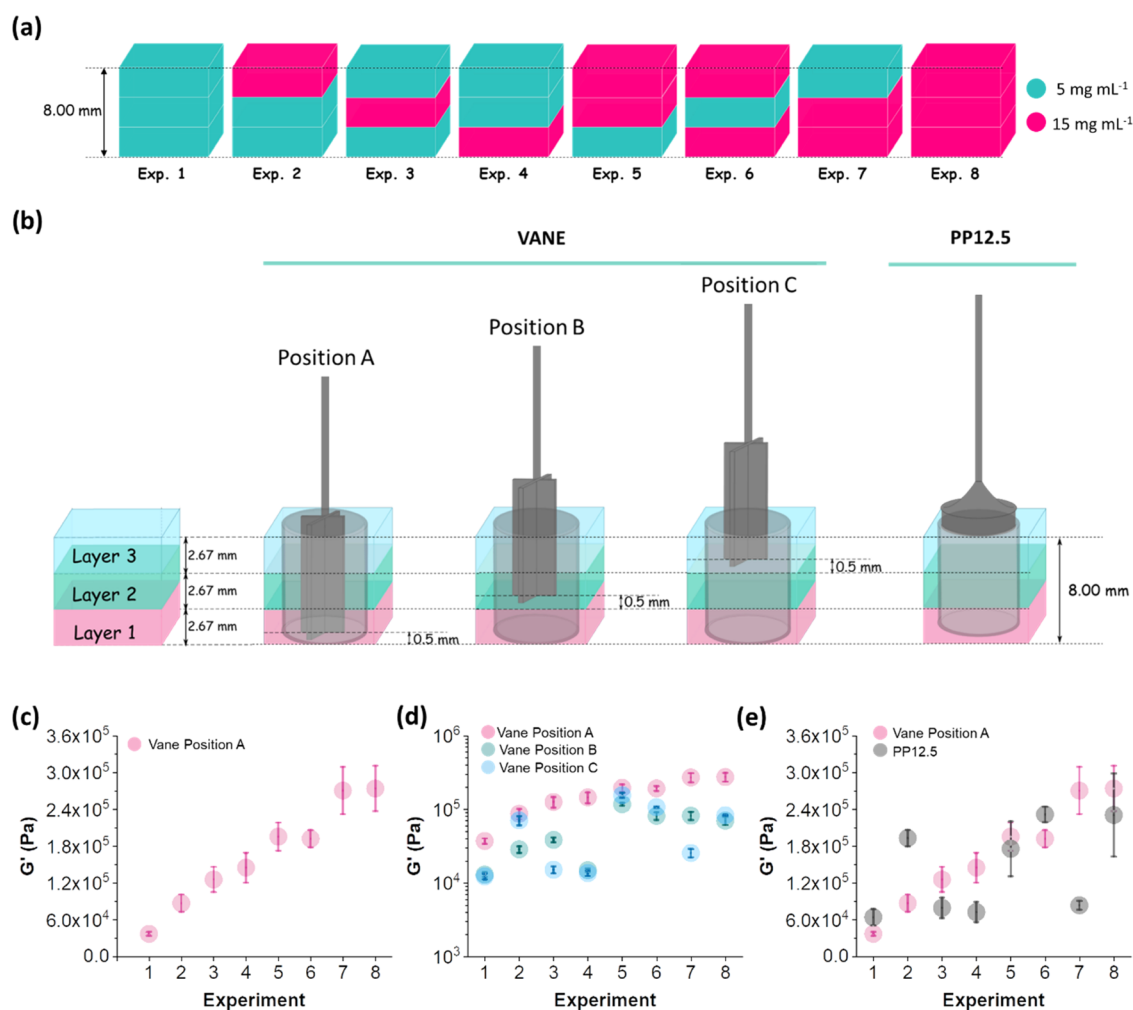 (a)
8.00 mm
5 mg mL⁻¹
15 mg mL⁻¹
Exp. 1 Exp. 2 Exp. 3 Exp. 4 Exp. 5 Exp. 6 Exp. 7 Exp. 8
(b)
VANE PP12.5
Position A Position B Position C
Layer 3 2.67 mm
Layer 2 2.67 mm
Layer 1 2.67 mm
0.5 mm 0.5 mm 0.5 mm 8.00 mm
(c)
3.6x10⁵
3.0x10⁵
2.4x10⁵
1.8x10⁵
1.2x10⁵
6.0x10⁴
0.0
G' (Pa)
Vane Position A
1 2 3 4 5 6 7 8
Experiment
(d)
10⁶
10⁵
10⁴
10³
G' (Pa)
Vane Position A
Vane Position B
Vane Position C
1 2 3 4 5 6 7 8
Experiment
(e)
3.6x10⁵
3.0x10⁵
2.4x10⁵
1.8x10⁵
1.2x10⁵
6.0x10⁴
0.0
G' (Pa)
Vane Position A
PP12.5
1 2 3 4 5 6 7 8
Experiment